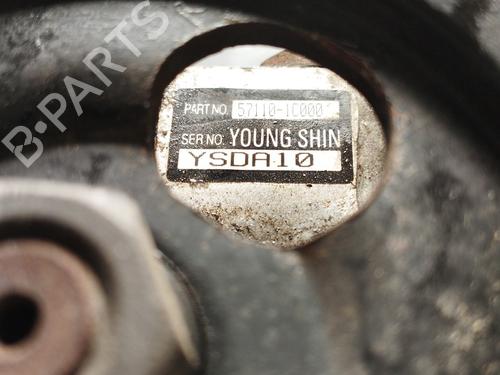 B-PARTS
PART NO. 57110-1C000
SER NO. YOUNG SHIN
YSDA10